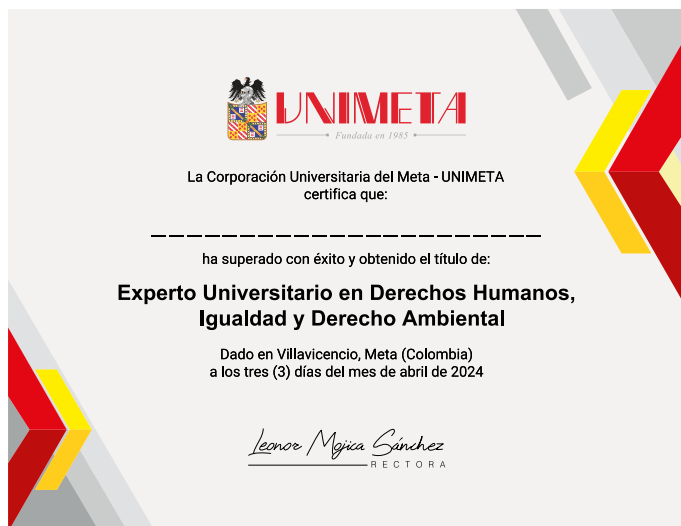 UNIMETA
Fundada en 1985
La Corporación Universitaria del Meta - UNIMETA
certifica que:
ha superado con éxito y obtenido el título de:
Experto Universitario en Derechos Humanos,
Igualdad y Derecho Ambiental
Dado en Villavicencio, Meta (Colombia)
a los tres (3) días del mes de abril de 2024
Leonor Mojica Sánchez
RECTORA